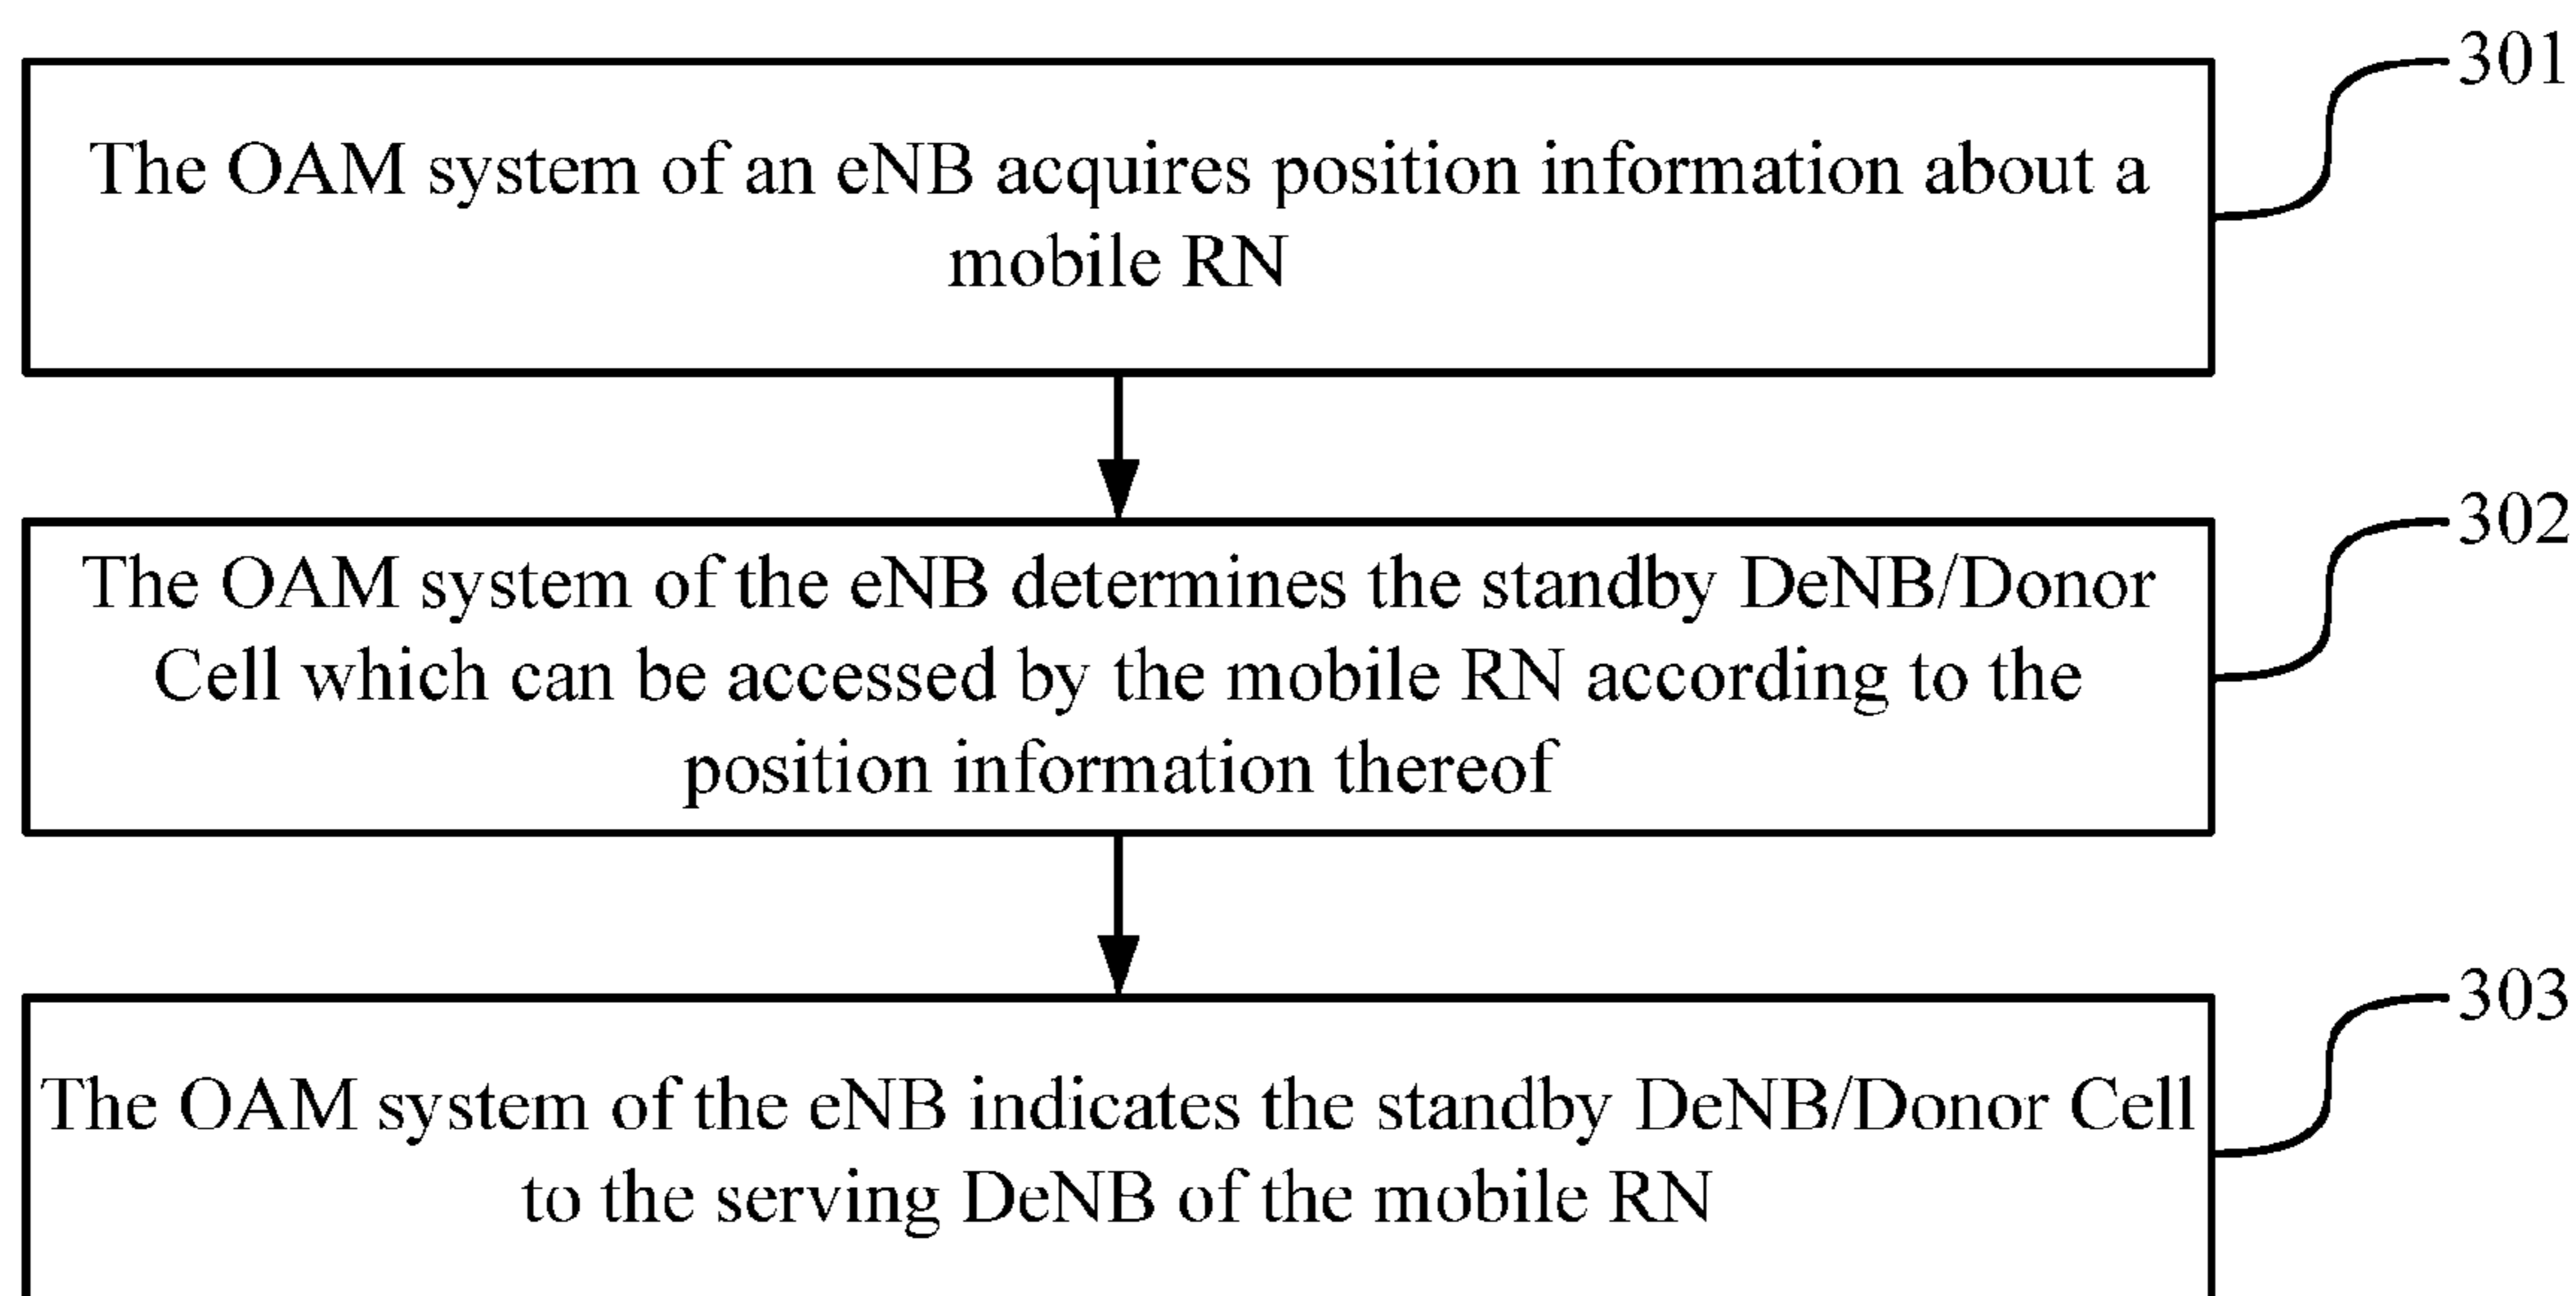 301
The OAM system of an eNB acquires position information about a
mobile RN
302
The OAM system of the eNB determines the standby DeNB/Donor
Cell which can be accessed by the mobile RN according to the
position information thereof
303
The OAM system of the eNB indicates the standby DeNB/Donor Cell
to the serving DeNB of the mobile RN